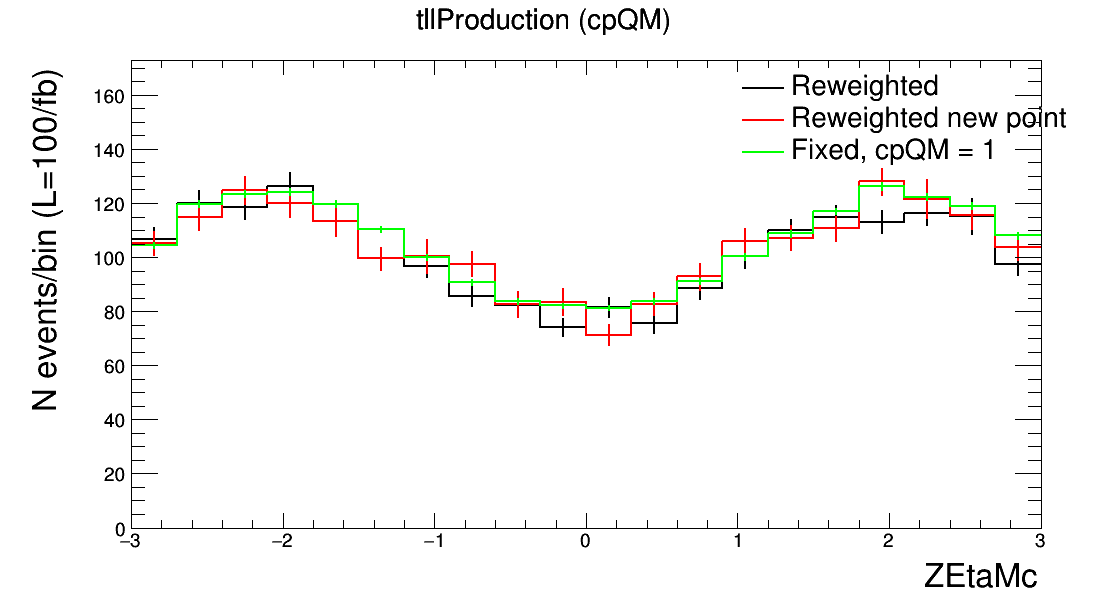 tllProduction (cpQM)
N events/bin (L=100/fb)
160
140
120
100
80
60
40
20
0
Reweighted
Reweighted new point
Fixed, cpQM = 1
−3
−2
−1
0
1
2
3
ZEtaMc